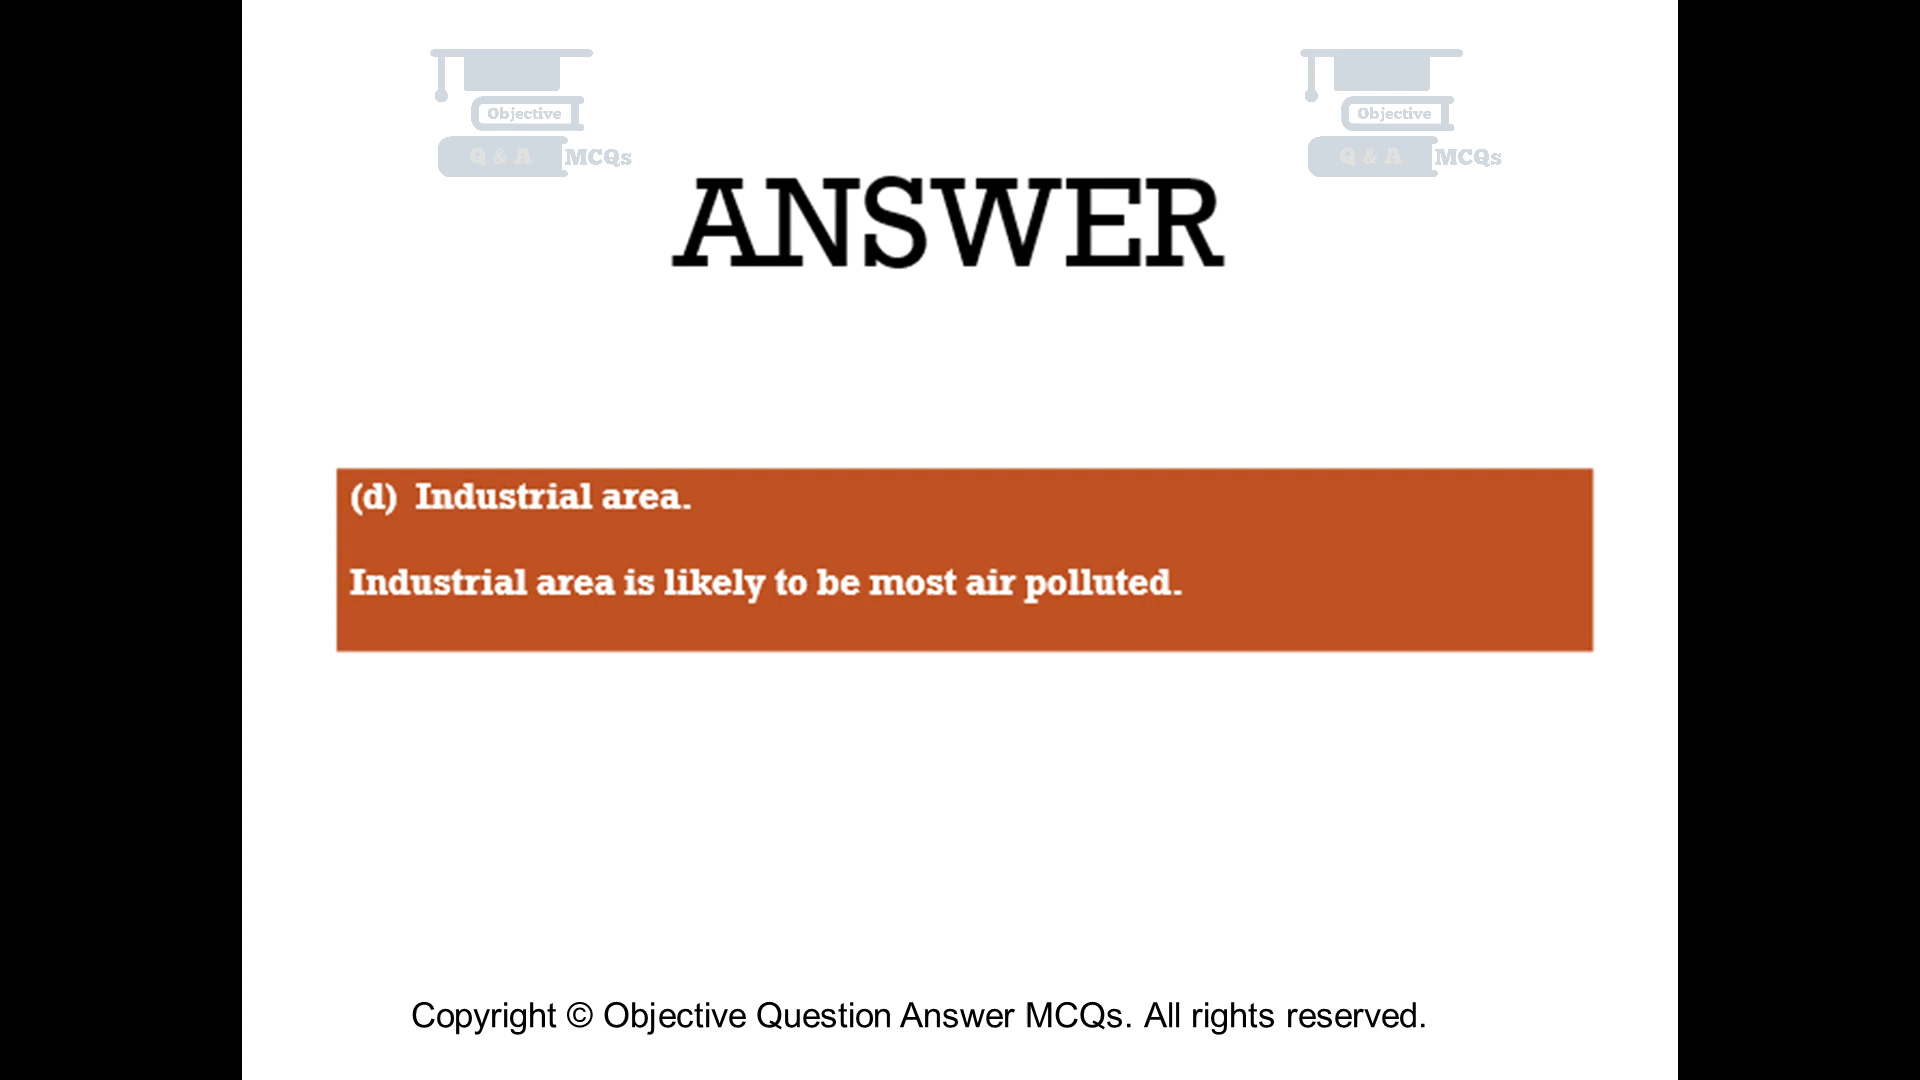 Objective
Q & A MCQs
Objective
Q & A MCQs
ANSWER
(d) Industrial area.
Industrial area is likely to be most air polluted.
Copyright © Objective Question Answer MCQs. All rights reserved.